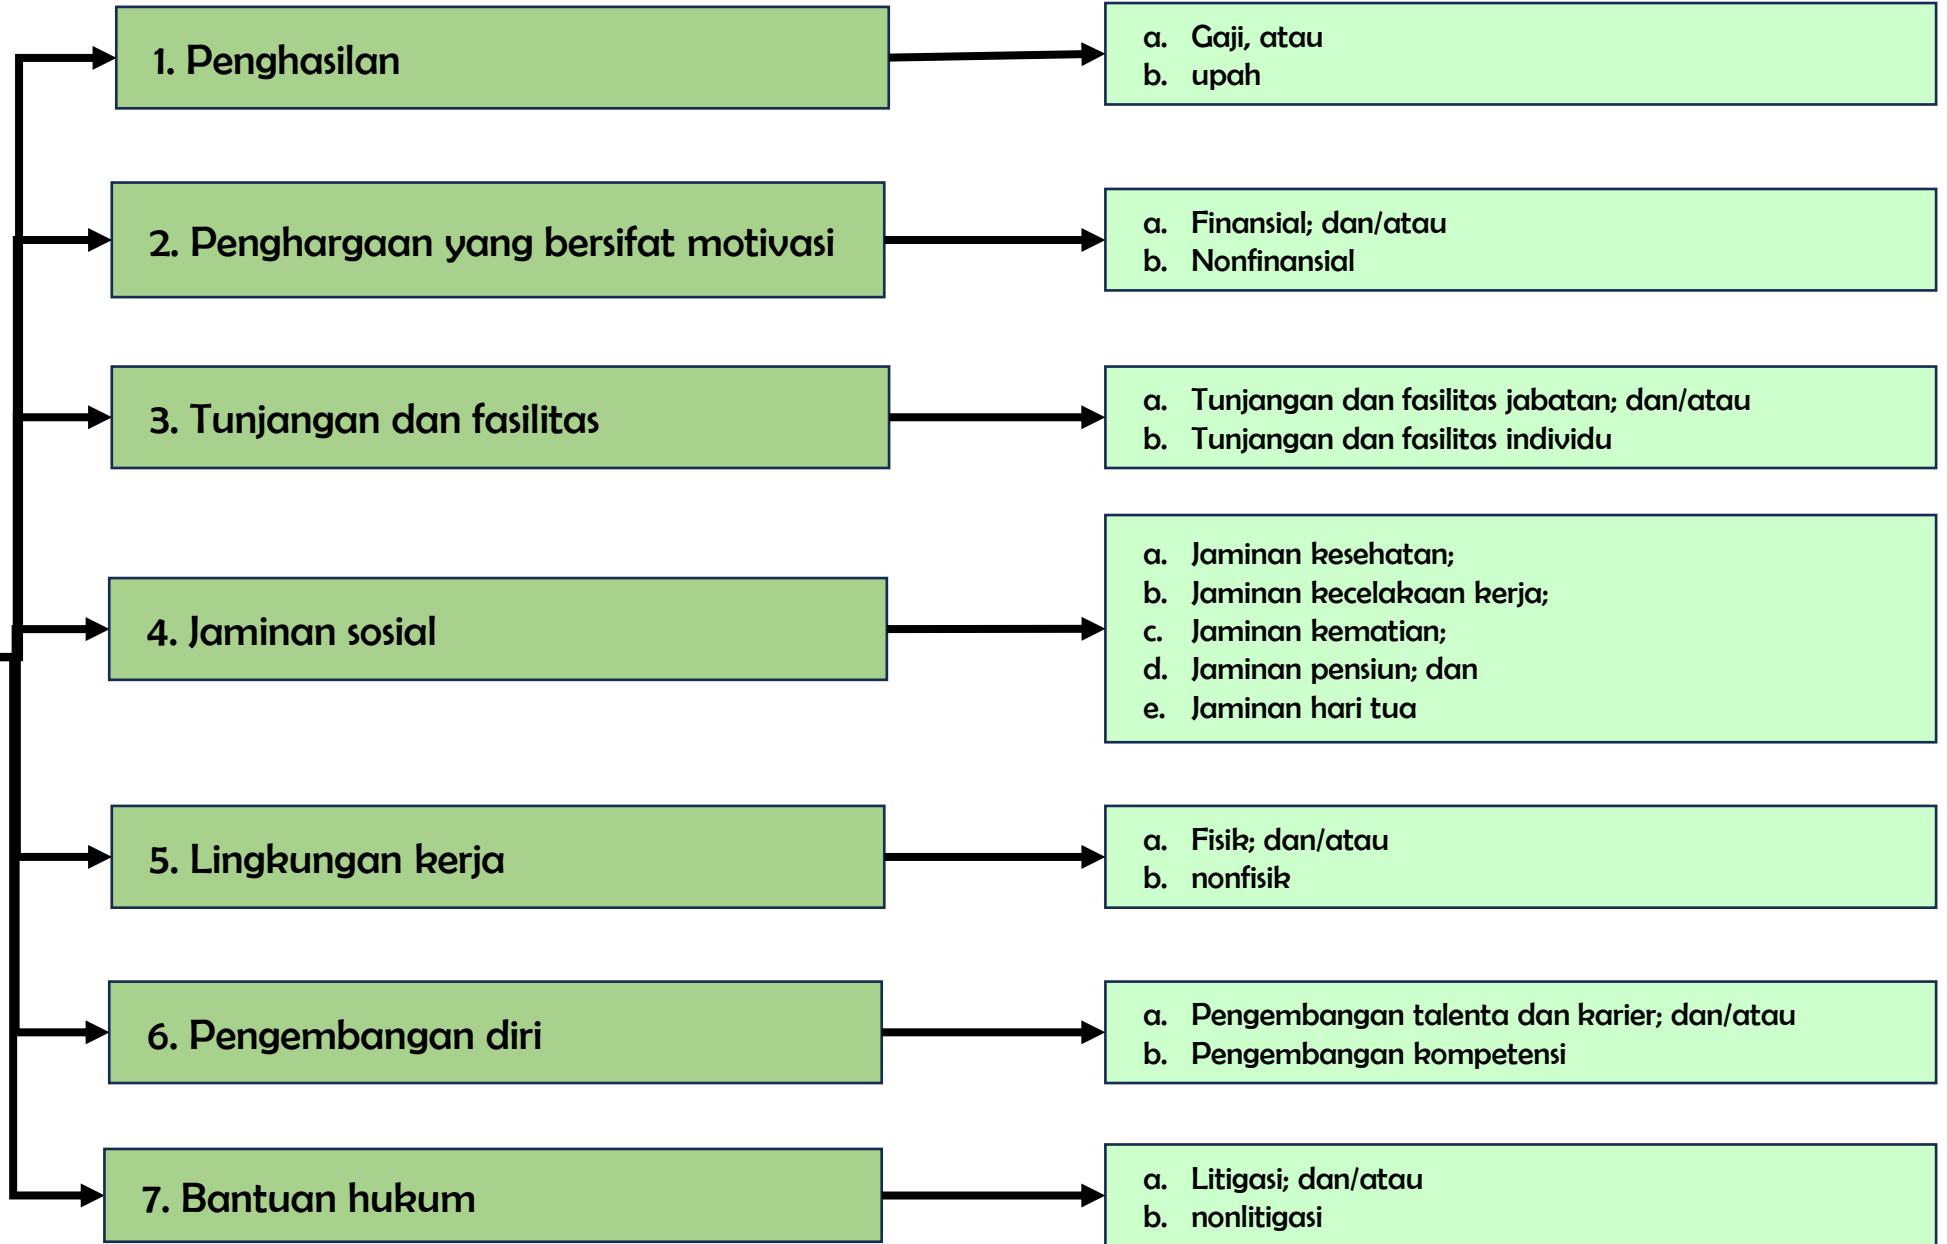 1. Penghasilan
a. Gaji, atau
b. upah
2. Penghargaan yang bersifat motivasi
a. Finansial; dan/atau
b. Nonfinansial
3. Tunjangan dan fasilitas
a. Tunjangan dan fasilitas jabatan; dan/atau
b. Tunjangan dan fasilitas individu
4. Jaminan sosial
a. Jaminan kesehatan;
b. Jaminan kecelakaan kerja;
c. Jaminan kematian;
d. Jaminan pensiun; dan
e. Jaminan hari tua
5. Lingkungan kerja
a. Fisik; dan/atau
b. nonfisik
6. Pengembangan diri
a. Pengembangan talenta dan karier; dan/atau
b. Pengembangan kompetensi
7. Bantuan hukum
a. Litigasi; dan/atau
b. nonlitigasi